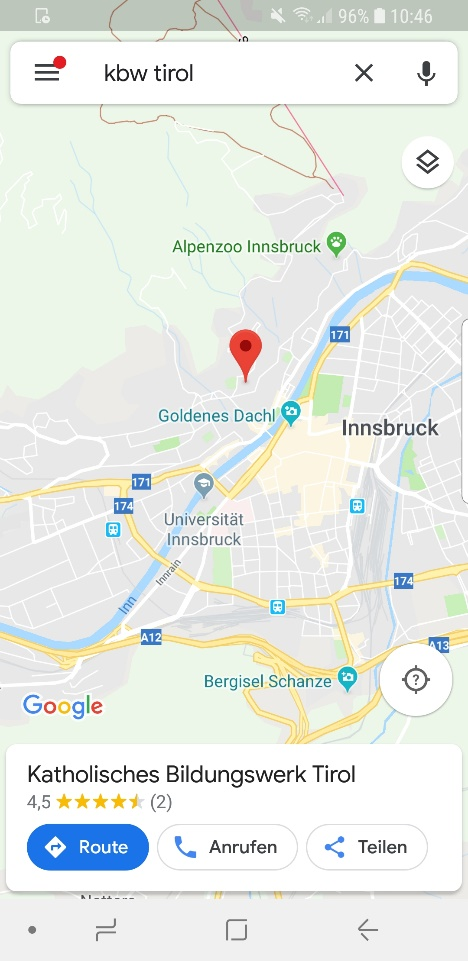 96% 10:46
kbw tirol
Alpenzoo Innsbruck
171
Goldenes Dachl
Innsbruck
171
174
Universität
Innsbruck
Innrain
174
Inn
A12
A13
Bergisel Schanze
?
Google
Katholisches Bildungswerk Tirol
4,5 (2)
Route Anrufen Teilen